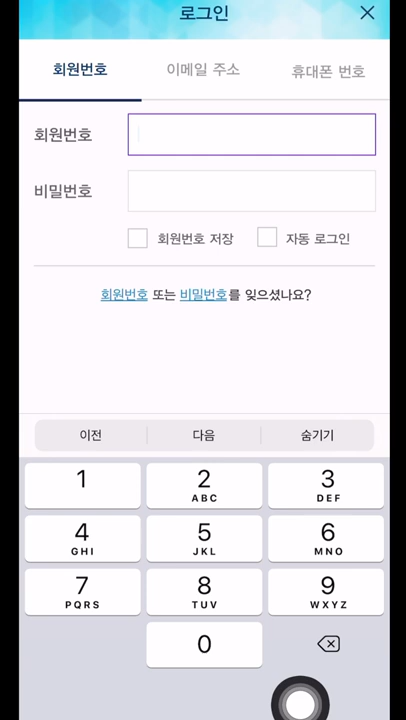 로그인
회원번호 이메일 주소 휴대폰 번호
회원번호
비밀번호
회원번호 저장 자동 로그인
회원번호 또는 비밀번호를 잊으셨나요?
이전 다음 숨기기
1 2 3
ABC DEF
4 5 6
GHI JKL MNO
7 8 9
PQRS TUV WXYZ
0